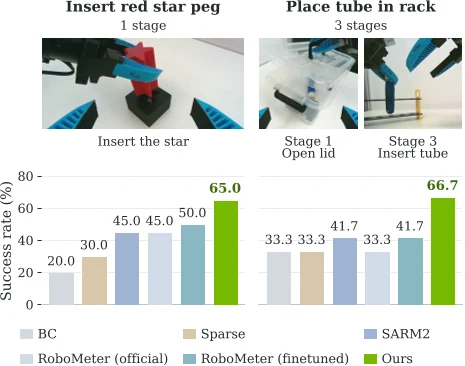 Insert red star peg
1 stage
Insert the star
Place tube in rack
3 stages
Stage 1
Open lid
Stage 3
Insert tube
Success rate (%)
80
60
40
20
0
20.0
30.0
45.0
45.0
50.0
65.0
33.3
33.3
41.7
33.3
41.7
66.7
BC
Sparse
SARM2
RoboMeter (official)
RoboMeter (finetuned)
Ours